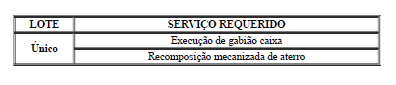 LOTE SERVIÇO REQUERIDO
Único
Execução de gabião caixa
Recomposição mecanizada de aterro